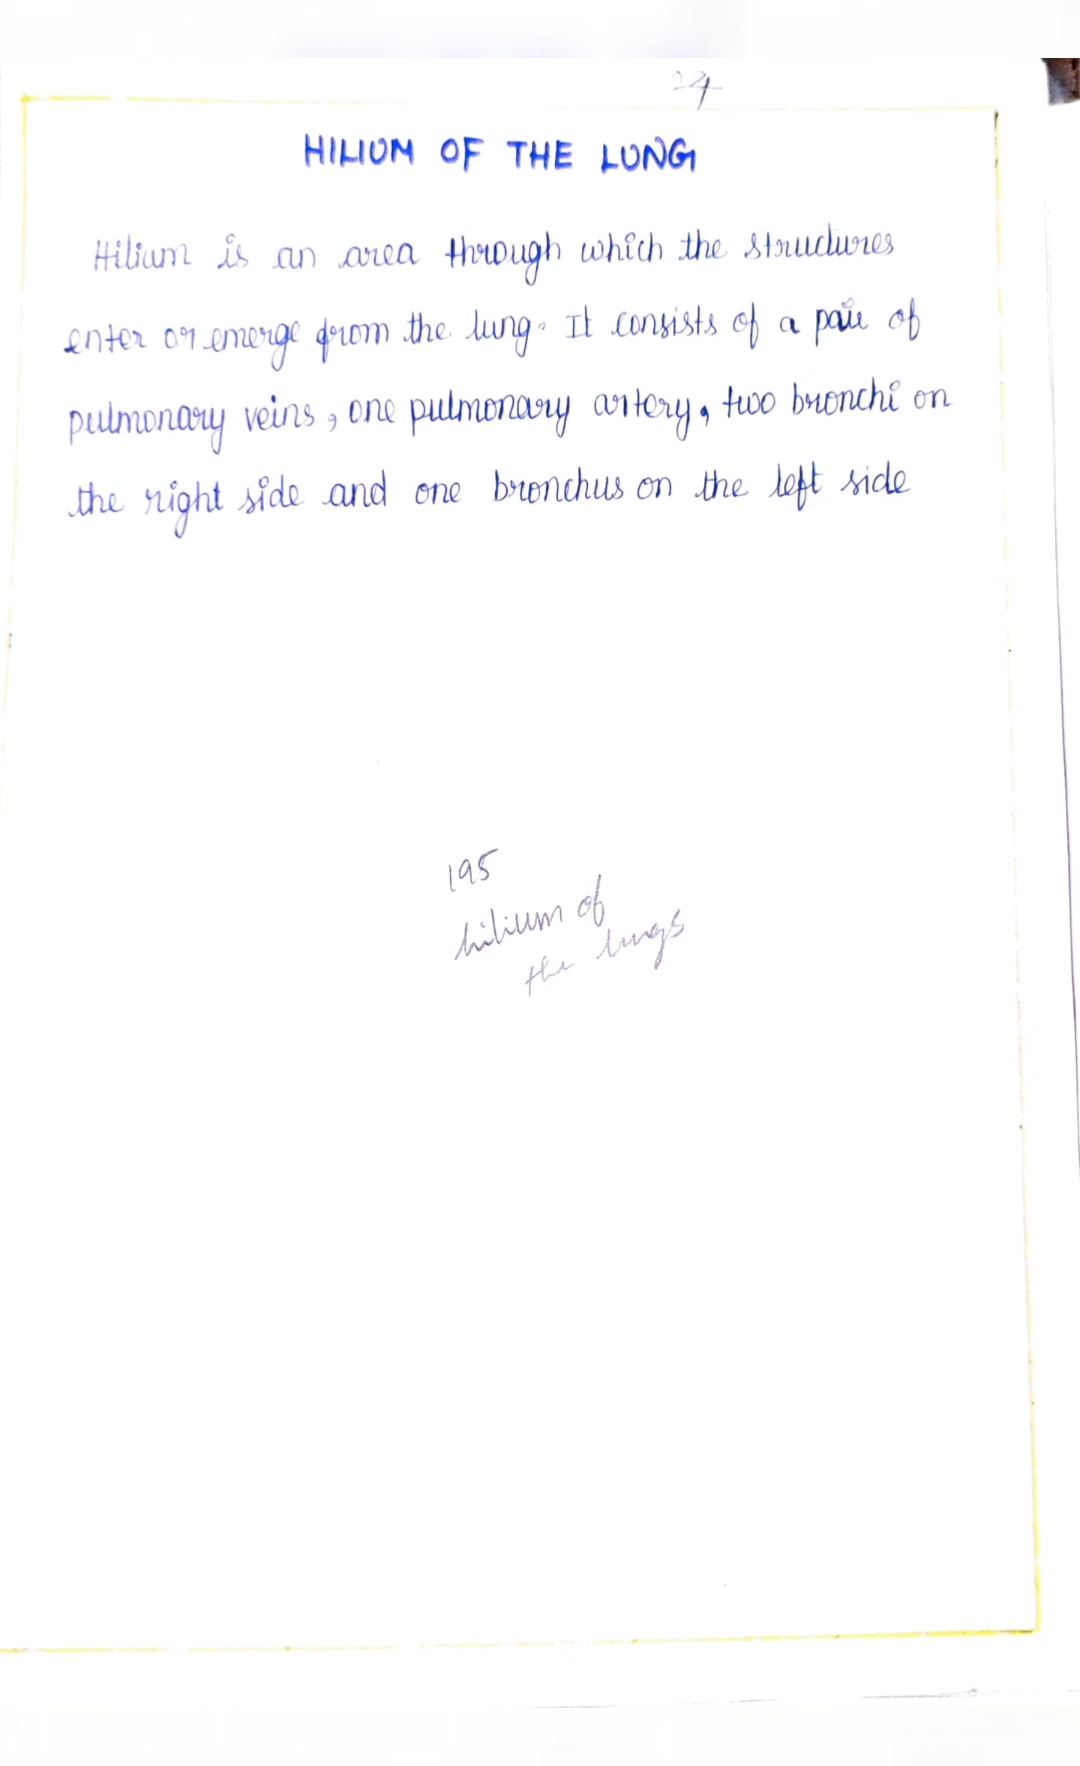 24
HILIUM OF THE LUNG
Hilium is an area through which the structures
enter or emerge from the lung. It consists of a pair of
pulmonary veins, one pulmonary artery, two bronchi on
the right side and one bronchus on the left side
195
hilium of
the lungs